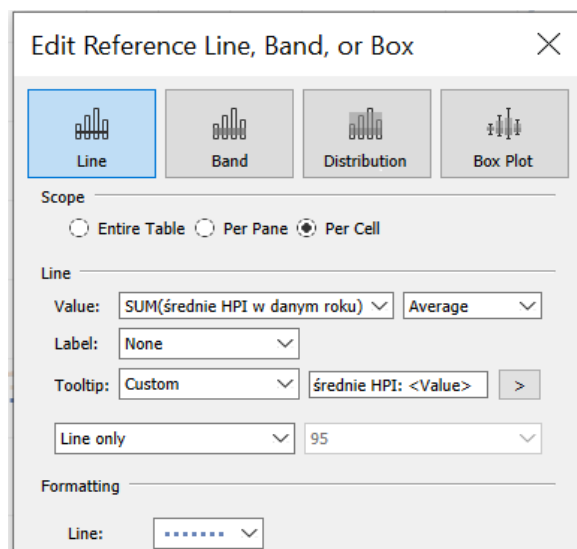 Edit Reference Line, Band, or Box
Line Band Distribution Box Plot
Scope
Entire Table Per Pane Per Cell
Line
Value: SUM(średnie HPI w danym roku) Average
Label: None
Tooltip: Custom średnie HPI: <Value> >
Line only 95
Formatting
Line: